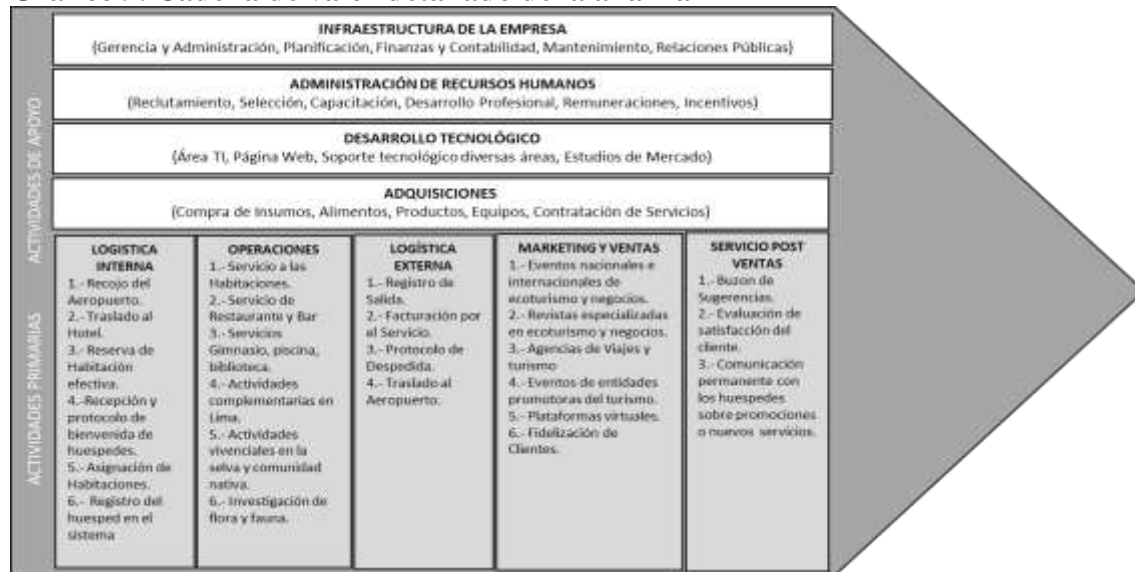 INFRAESTRUCTURA DE LA EMPRESA
(Gerencia y Administración, Planificación, Finanzas y Contabilidad, Mantenimiento, Relaciones Públicas)
ADMINISTRACIÓN DE RECURSOS HUMANOS
(Reclutamiento, Selección, Capacitación, Desarrollo Profesional, Remuneraciones, Incentivos)
DESARROLLO TECNOLÓGICO
(Área TI, Página Web, Soporte tecnológico diversas áreas, Estudios de Mercado)
ADQUISICIONES
(Compra de Insumos, Alimentos, Productos, Equipos, Contratación de Servicios)
ACTIVIDADES DE APOYO
ACTIVIDADES PRIMARIAS
LOGISTICA
INTERNA
1.- Recojo del
Aeropuerto.
2.- Traslado al
Hotel.
3.- Reserva de
Habitación
efectiva.
4.-Recepción y
protocolo de
bienvenida de
huespedes.
5.- Asignación de
Habitaciones.
6.- Registro del
huesped en el
sistema
OPERACIONES
1.- Servicio a las
Habitaciones.
2.- Servicio de
Restaurante y Bar
3.- Servicios
Gimnasio, piscina,
biblioteca.
4.- Actividades
complementarias en
Lima.
5.- Actividades
vivenciales en la
selva y comunidad
nativa.
6.- Investigación de
flora y fauna.
LOGÍSTICA
EXTERNA
1.- Registro de
Salida.
2.- Facturación por
el Servicio.
3.- Protocolo de
Despedida.
4.- Traslado al
Aeropuerto.
MARKETING Y VENTAS
1.- Eventos nacionales e
internacionales de
ecoturismo y negocios.
2.- Revistas especializadas
en ecoturismo y negocios.
3.- Agencias de Viajes y
turismo
4.- Eventos de entidades
promotoras del turismo.
5.- Plataformas virtuales.
6.- Fidelización de
Clientes.
SERVICIO POST
VENTAS
1.- Buzon de
Sugerencias.
2.- Evaluación de
satisfacción del
cliente.
3.- Comunicación
permanente con
los huespedes
sobre promociones
o nuevos servicios.